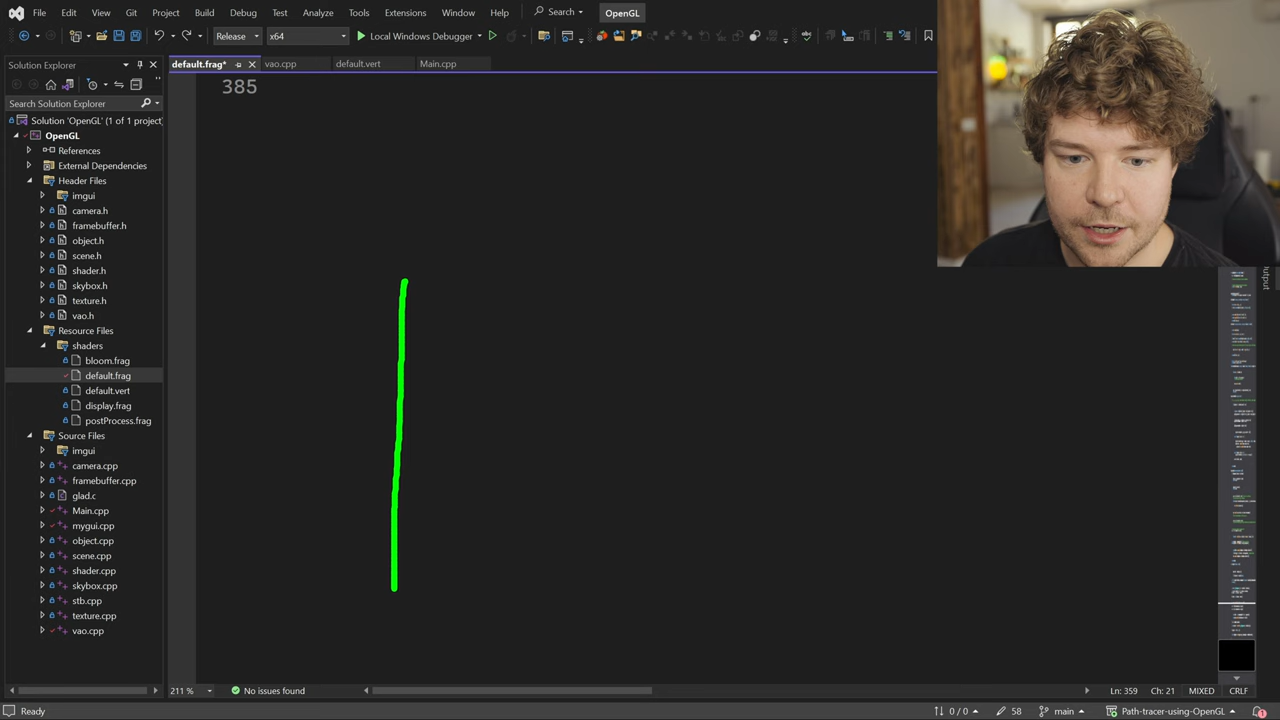 File Edit View Git Project Build Debug Test Analyze Tools Extensions Window Help Search OpenGL
Release x64 Local Windows Debugger
Solution Explorer
default.frag* vao.cpp default.vert Main.cpp
385
Search Solution Explorer
Solution 'OpenGL' (1 of 1 project)
OpenGL
References
External Dependencies
Header Files
imgui
camera.h
framebuffer.h
object.h
scene.h
shader.h
skybox.h
texture.h
vao.h
Resource Files
shaders
bloom.frag
default.frag
default.vert
display.frag
postProcess.frag
Source Files
imgui
camera.cpp
framebuffer.cpp
glad.c
Main.cpp
mygui.cpp
object.cpp
scene.cpp
shader.cpp
skybox.cpp
stb.cpp
texture.cpp
vao.cpp
Output
211 % No issues found Ln: 359 Ch: 21 MIXED CRLF
Ready 0 / 0 58 main Path-tracer-using-OpenGL 1